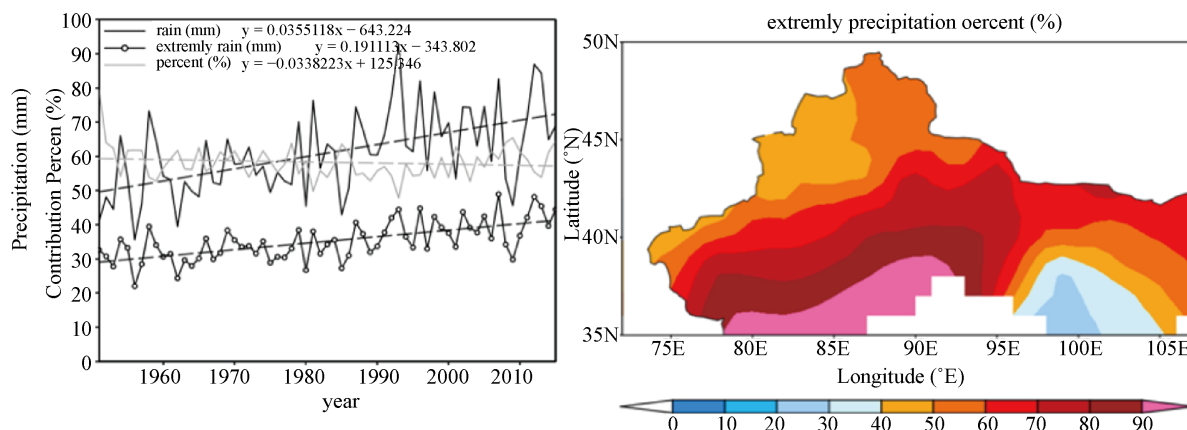 Precipitation (mm)
Contribution Percen (%)
100
90
80
70
60
50
40
30
20
10
0
rain (mm) y = 0.0355118x − 643.224
extremly rain (mm) y = 0.191113x − 343.802
percent (%) y = −0.0338223x + 125.346
1960 1970 1980 1990 2000 2010
year
extremly precipitation oercent (%)
Latitude (˚N)
50N
45N
40N
35N
75E 80E 85E 90E 95E 100E 105E
Longitude (˚E)
0 10 20 30 40 50 60 70 80 90